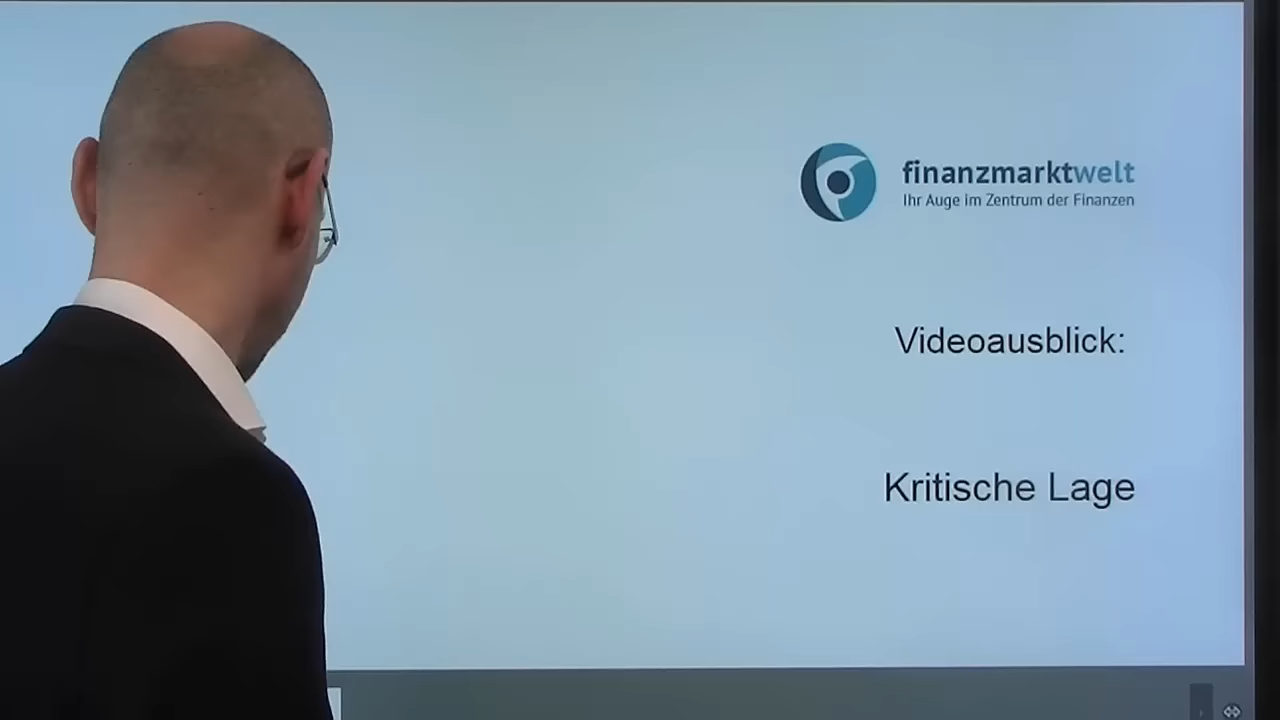 finanzmarktwelt
Ihr Auge im Zentrum der Finanzen
Videoausblick:
Kritische Lage